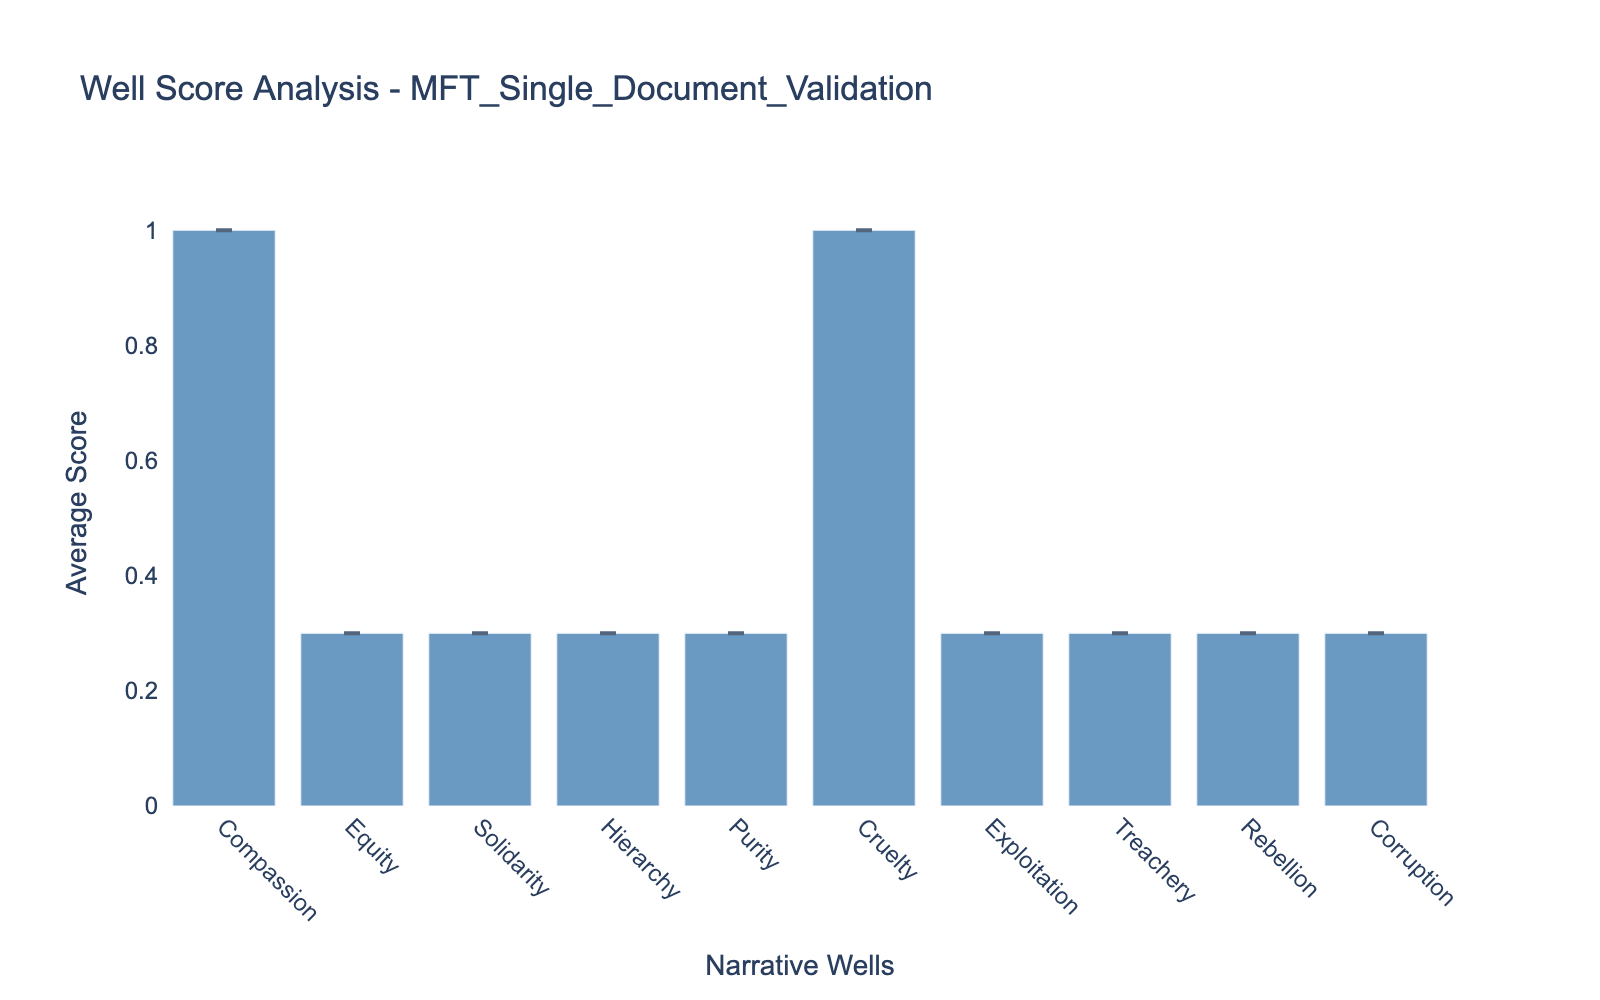 Well Score Analysis - MFT_Single_Document_Validation
Average Score
1
0.8
0.6
0.4
0.2
0
Compassion
Equity
Solidarity
Hierarchy
Purity
Cruelty
Exploitation
Treachery
Rebellion
Corruption
Narrative Wells